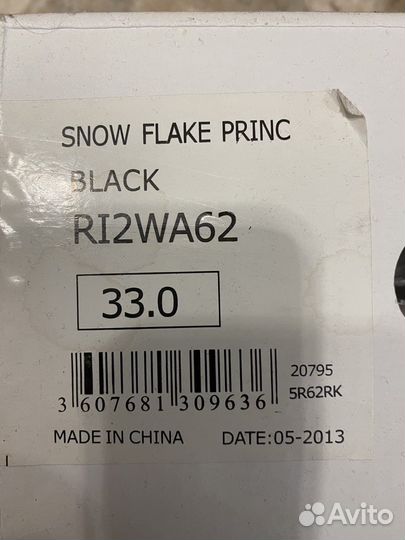 SNOW FLAKE PRINC
BLACK
RI2WA62
33.0
20795
5R62RK
3 607681 309636
MADE IN CHINA DATE:05-2013
Avito